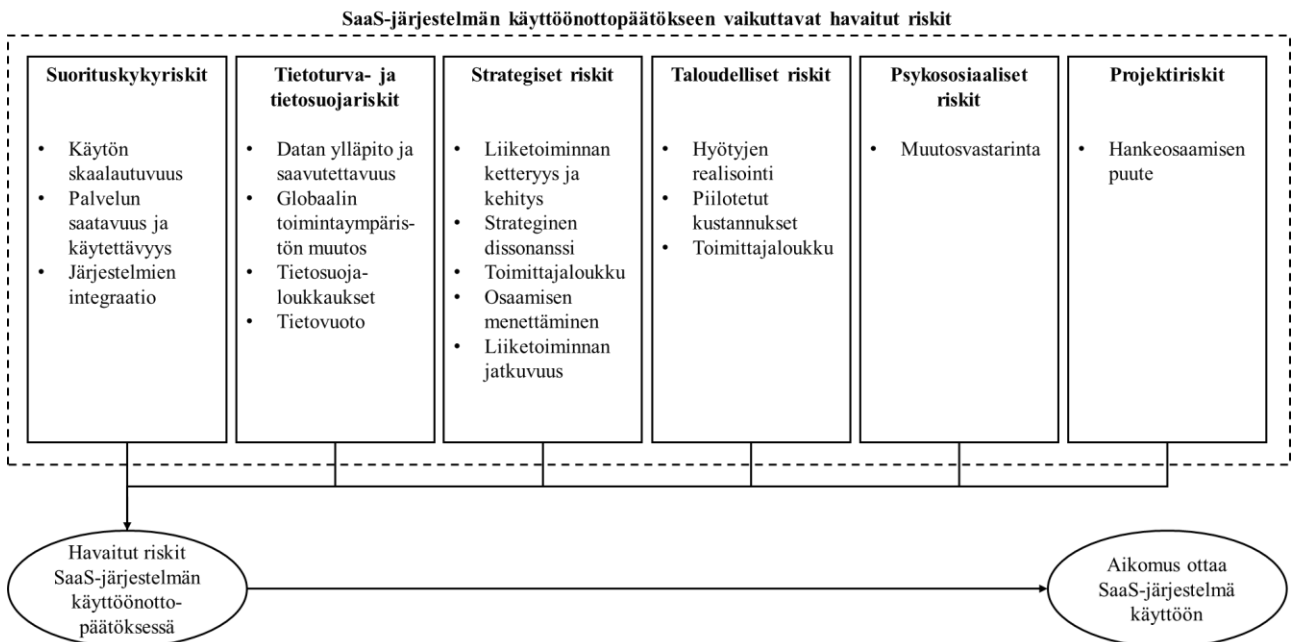 SaaS-järjestelmän käyttöönottopäätökseen vaikuttavat havaitut riskit
Suorituskykyriskit
• Käytön
skaalautuvuus
• Palvelun
saatavuus ja
käytettävyys
• Järjestelmien
integraatio
Tietoturva- ja
tietosuojariskit
• Datan ylläpito ja
saavutettavuus
• Globaalin
toimintaympäris-
tön muutos
• Tietosuoja-
loukkaukset
• Tietovuoto
Strategiset riskit
• Liiketoiminnan
ketteryys ja
kehitys
• Strateginen
dissonanssi
• Toimittajaloukku
• Osaamisen
menettäminen
• Liiketoiminnan
jatkuvuus
Taloudelliset riskit
• Hyötyjen
realisointi
• Piilotetut
kustannukset
• Toimittajaloukku
Psykososiaaliset
riskit
• Muutosvastarinta
Projektiriskit
• Hankeosaamisen
puute
Havaitut riskit
SaaS-järjestelmän
käyttöönotto-
päätöksessä
Aikomus ottaa
SaaS-järjestelmä
käyttöön